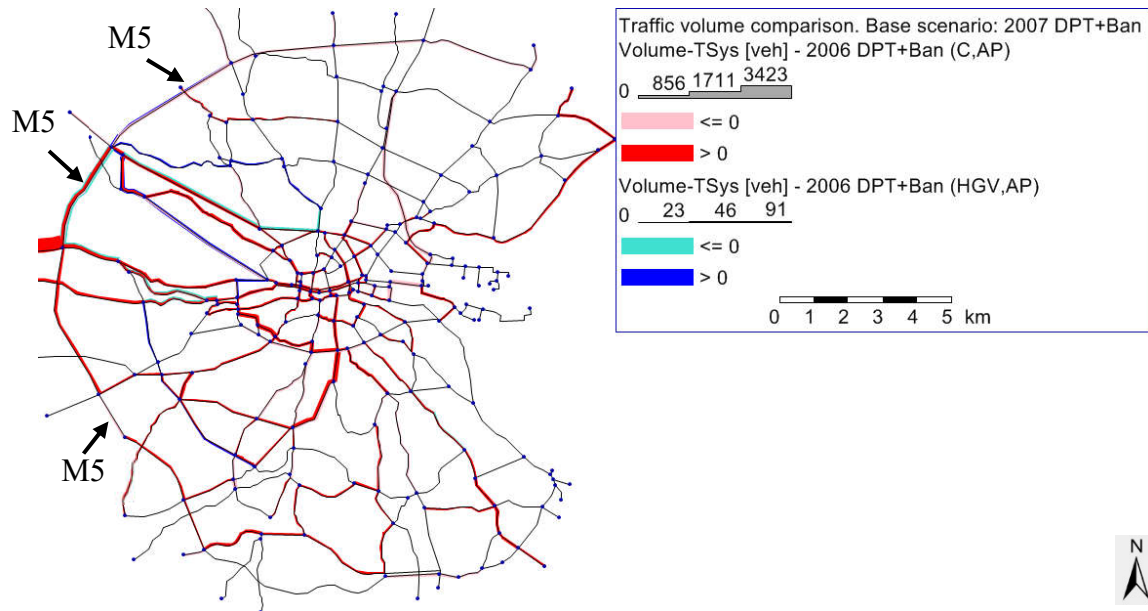 M5
M5
M5
Traffic volume comparison. Base scenario: 2007 DPT+Ban
Volume-TSys [veh] - 2006 DPT+Ban (C,AP)
0 856 1711 3423
<= 0
> 0
Volume-TSys [veh] - 2006 DPT+Ban (HGV,AP)
0 23 46 91
<= 0
> 0
0 1 2 3 4 5 km
N